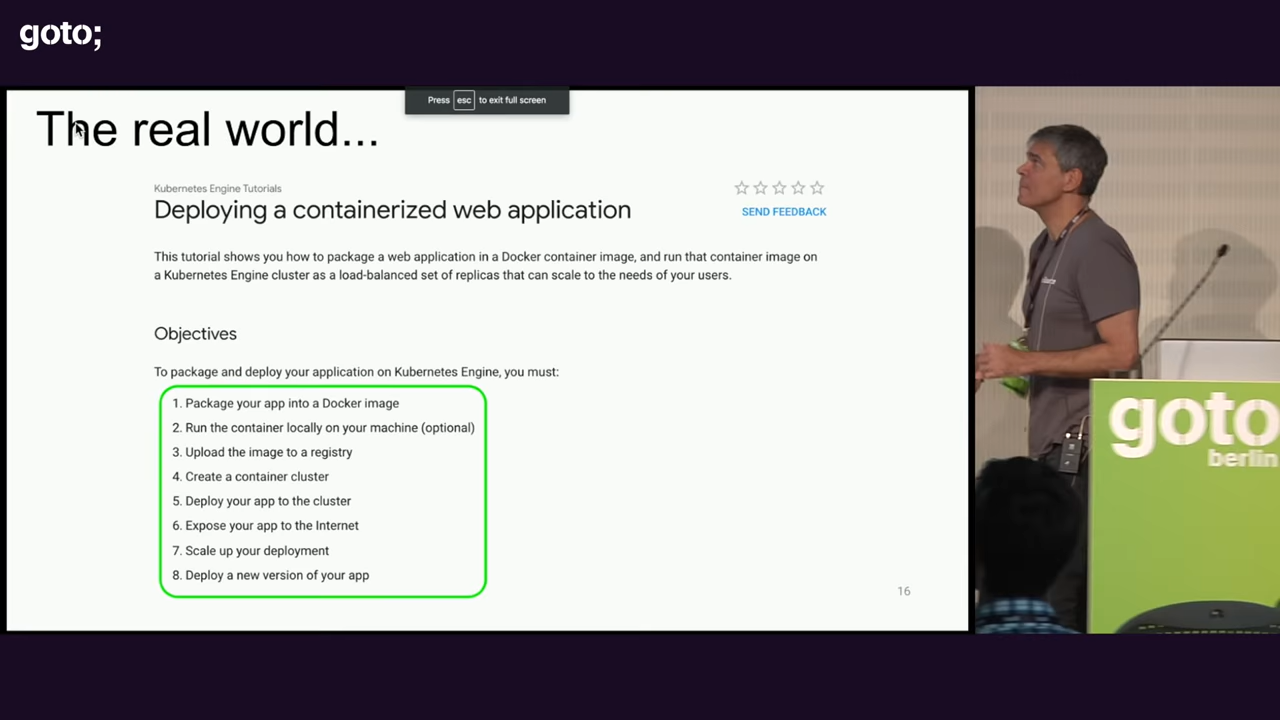 goto;
Press esc to exit full screen
The real world...
Kubernetes Engine Tutorials
Deploying a containerized web application
SEND FEEDBACK
This tutorial shows you how to package a web application in a Docker container image, and run that container image on
a Kubernetes Engine cluster as a load-balanced set of replicas that can scale to the needs of your users.
Objectives
To package and deploy your application on Kubernetes Engine, you must:
1. Package your app into a Docker image
2. Run the container locally on your machine (optional)
3. Upload the image to a registry
4. Create a container cluster
5. Deploy your app to the cluster
6. Expose your app to the Internet
7. Scale up your deployment
8. Deploy a new version of your app
16
goto
berlin